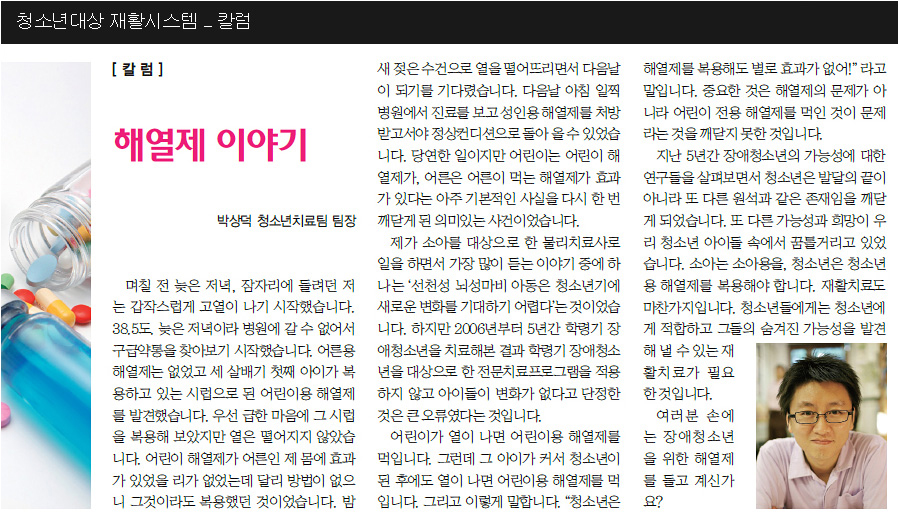 청소년대상 재활시스템 _ 칼럼
[ 칼 럼 ]
해열제 이야기
박상덕 청소년치료팀 팀장
며칠 전 늦은 저녁, 잠자리에 들려던 저
는 갑작스럽게 고열이 나기 시작했습니다.
38.5도, 늦은 저녁이라 병원에 갈 수 없어서
구급약통을 찾아보기 시작했습니다. 어른용
해열제는 없었고 세 살배기 첫째 아이가 복
용하고 있는 시럽으로 된 어린이용 해열제
를 발견했습니다. 우선 급한 마음에 그 시럽
을 복용해 보았지만 열은 떨어지지 않았습
니다. 어린이 해열제가 어른인 제 몸에 효과
가 있었을 리가 없었는데 달리 방법이 없으
니 그것이라도 복용했던 것이었습니다. 밤
새 젖은 수건으로 열을 떨어뜨리면서 다음날
이 되기를 기다렸습니다. 다음날 아침 일찍
병원에서 진료를 보고 성인용 해열제를 처방
받고서야 정상컨디션으로 돌아 올 수 있었습
니다. 당연한 일이지만 어린이는 어린이 해
열제가, 어른은 어른이 먹는 해열제가 효과
가 있다는 아주 기본적인 사실을 다시 한 번
깨닫게 된 의미있는 사건이었습니다.
제가 소아를 대상으로 한 물리치료사로
일을 하면서 가장 많이 듣는 이야기 중에 하
나는 ‘선천성 뇌성마비 아동은 청소년기에
새로운 변화를 기대하기 어렵다’는 것이었습
니다. 하지만 2006년부터 5년간 학령기 장
애청소년을 치료해본 결과 학령기 장애청소
년을 대상으로 한 전문치료프로그램을 적용
하지 않고 아이들이 변화가 없다고 단정한
것은 큰 오류였다는 것입니다.
어린이가 열이 나면 어린이용 해열제를
먹입니다. 그런데 그 아이가 커서 청소년이
된 후에도 열이 나면 어린이용 해열제를 먹
입니다. 그리고 이렇게 말합니다. “청소년은
해열제를 복용해도 별로 효과가 없어!” 라고
말입니다. 중요한 것은 해열제의 문제가 아
니라 어린이 전용 해열제를 먹인 것이 문제
라는 것을 깨닫지 못한 것입니다.
지난 5년간 장애청소년의 가능성에 대한
연구들을 살펴보면서 청소년은 발달의 끝이
아니라 또 다른 원석과 같은 존재임을 깨닫
게 되었습니다. 또 다른 가능성과 희망이 우
리 청소년 아이들 속에서 꿈틀거리고 있었
습니다. 소아는 소아용을, 청소년은 청소년
용 해열제를 복용해야 합니다. 재활치료도
마찬가지입니다. 청소년들에게는 청소년에
게 적합하고 그들의 숨겨진 가능성을 발견
해 낼 수 있는 재
활치료가 필요
한 것입니다.
여러분 손에
는 장애청소년
을 위한 해열제
를 들고 계신가
요?